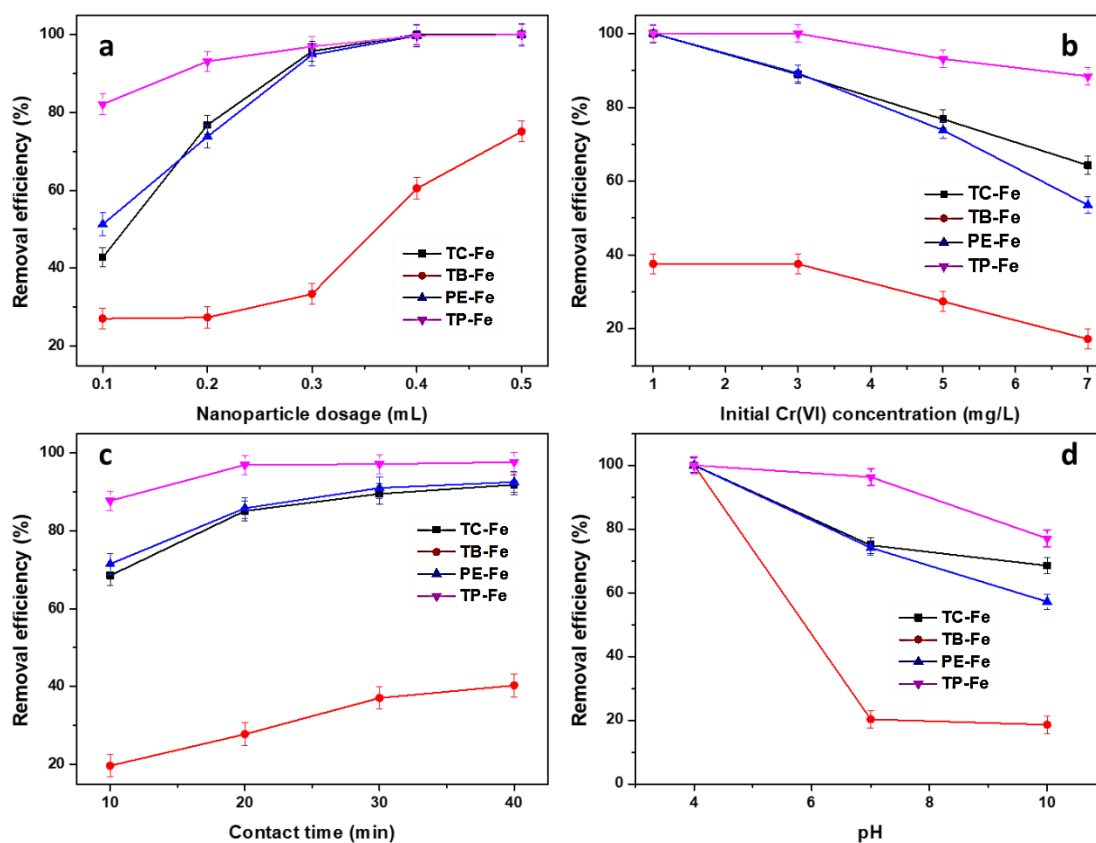 a
Removal efficiency (%)
100
80
60
40
20
TC-Fe
TB-Fe
PE-Fe
TP-Fe
0.1 0.2 0.3 0.4 0.5
Nanoparticle dosage (mL)
b
Removal efficiency (%)
100
80
60
40
20
TC-Fe
TB-Fe
PE-Fe
TP-Fe
1 2 3 4 5 6 7
Initial Cr(VI) concentration (mg/L)
c
Removal efficiency (%)
100
80
60
40
20
TC-Fe
TB-Fe
PE-Fe
TP-Fe
10 20 30 40
Contact time (min)
d
Removal efficiency (%)
100
80
60
40
20
0
TC-Fe
TB-Fe
PE-Fe
TP-Fe
4 6 8 10
pH